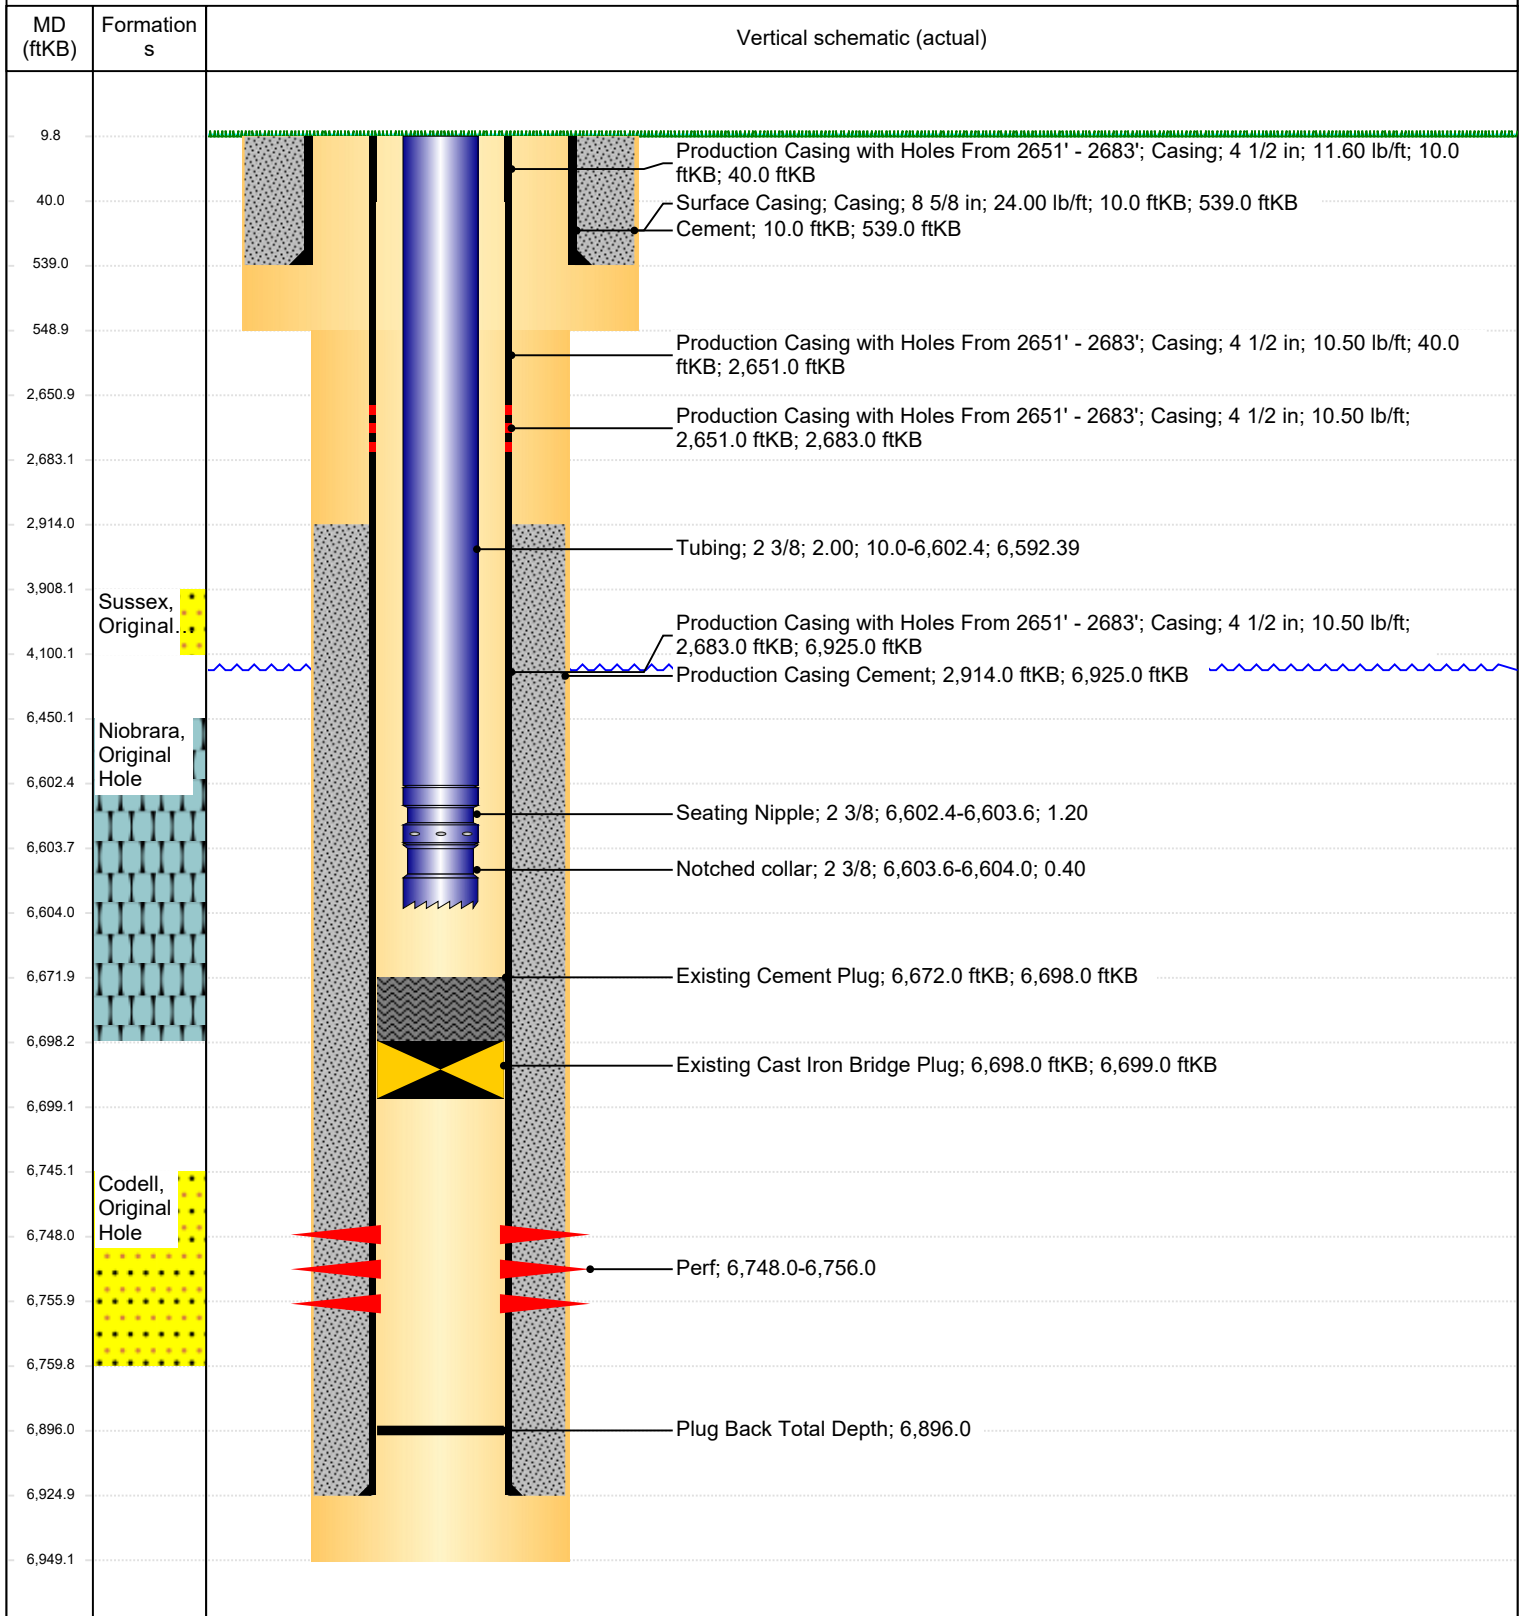 MD
(ftKB)
Formation
s
Vertical schematic (actual)
9.8
Production Casing with Holes From 2651' - 2683'; Casing; 4 1/2 in; 11.60 lb/ft; 10.0
ftKB; 40.0 ftKB
40.0
Surface Casing; Casing; 8 5/8 in; 24.00 lb/ft; 10.0 ftKB; 539.0 ftKB
Cement; 10.0 ftKB; 539.0 ftKB
539.0
548.9
Production Casing with Holes From 2651' - 2683'; Casing; 4 1/2 in; 10.50 lb/ft; 40.0
ftKB; 2,651.0 ftKB
2,650.9
Production Casing with Holes From 2651' - 2683'; Casing; 4 1/2 in; 10.50 lb/ft;
2,651.0 ftKB; 2,683.0 ftKB
2,683.1
2,914.0
Tubing; 2 3/8; 2.00; 10.0-6,602.4; 6,592.39
3,908.1
Sussex,
Original...
Production Casing with Holes From 2651' - 2683'; Casing; 4 1/2 in; 10.50 lb/ft;
2,683.0 ftKB; 6,925.0 ftKB
4,100.1
Production Casing Cement; 2,914.0 ftKB; 6,925.0 ftKB
6,450.1
Niobrara,
Original
Hole
6,602.4
Seating Nipple; 2 3/8; 6,602.4-6,603.6; 1.20
6,603.7
Notched collar; 2 3/8; 6,603.6-6,604.0; 0.40
6,604.0
6,671.9
Existing Cement Plug; 6,672.0 ftKB; 6,698.0 ftKB
6,698.2
Existing Cast Iron Bridge Plug; 6,698.0 ftKB; 6,699.0 ftKB
6,699.1
6,745.1
Codell,
Original
Hole
6,748.0
Perf; 6,748.0-6,756.0
6,755.9
6,759.8
6,896.0
Plug Back Total Depth; 6,896.0
6,924.9
6,949.1